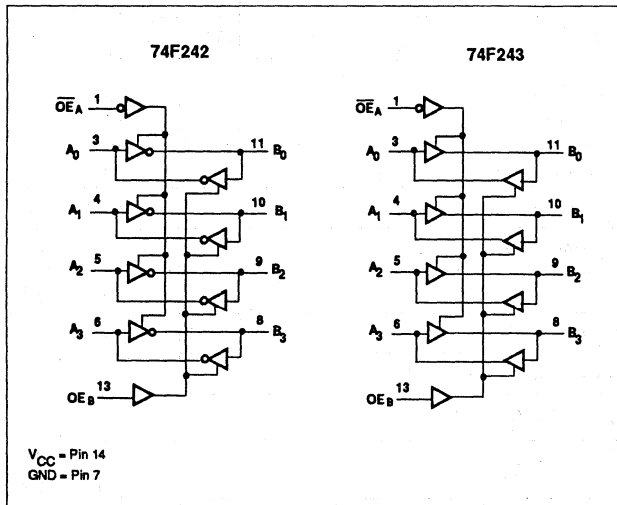 74F242
74F243
OE_A 1
A0 3 11 B0
A1 4 10 B1
A2 5 9 B2
A3 6 8 B3
OE_B 13
OE_A 1
A0 3 11 B0
A1 4 10 B1
A2 5 9 B2
A3 6 8 B3
OE_B 13
VCC = Pin 14
GND = Pin 7